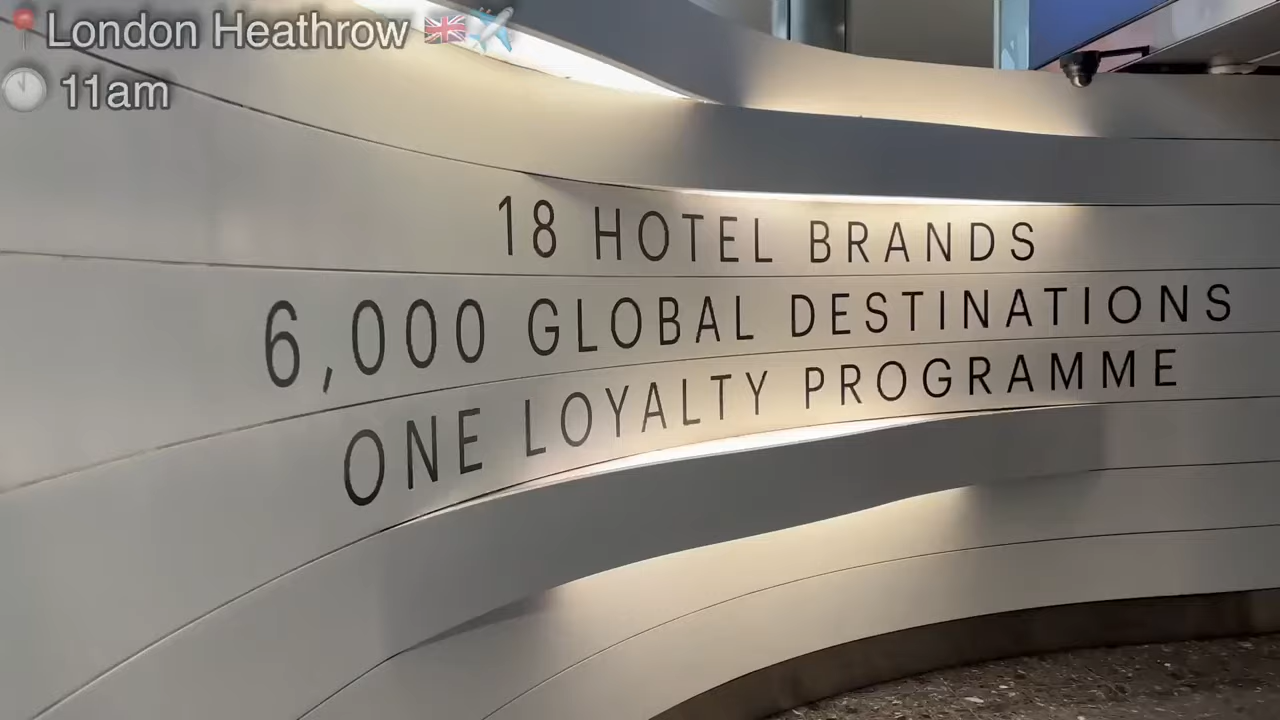 📍London Heathrow 🇬🇧✈️
🕚 11am
18 HOTEL BRANDS
6,000 GLOBAL DESTINATIONS
ONE LOYALTY PROGRAMME